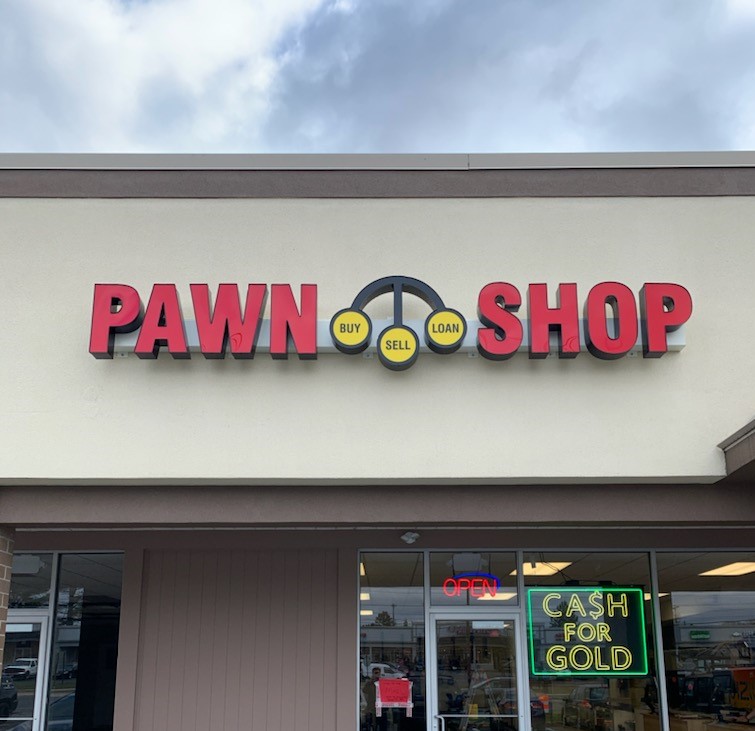 PAWN SHOP
BUY SELL LOAN
OPEN
CA$H
FOR
GOLD